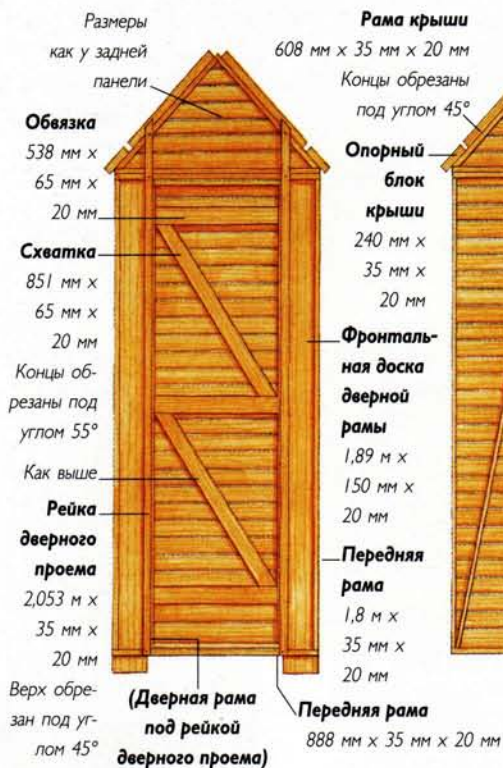 Размеры
как у задней
панели
Обвязка
538 мм х
65 мм х
20 мм
Схватка
851 мм х
65 мм х
20 мм
Концы об-
резаны под
углом 55°
Как выше
Рейка
дверного
проема
2,053 м х
35 мм х
20 мм
Верх обре-
зан под уг-
лом 45°
(Дверная рама
под рейкой
дверного проема)
Рама крыши
608 мм х 35 мм х 20 мм
Концы обрезаны
под углом 45°
Опорный
блок
крыши
240 мм х
35 мм х
20 мм
Фронталь-
ная доска
дверной
рамы
1,89 м х
150 мм х
20 мм
Передняя
рама
1,8 м х
35 мм х
20 мм
Передняя рама
888 мм х 35 мм х 20 мм